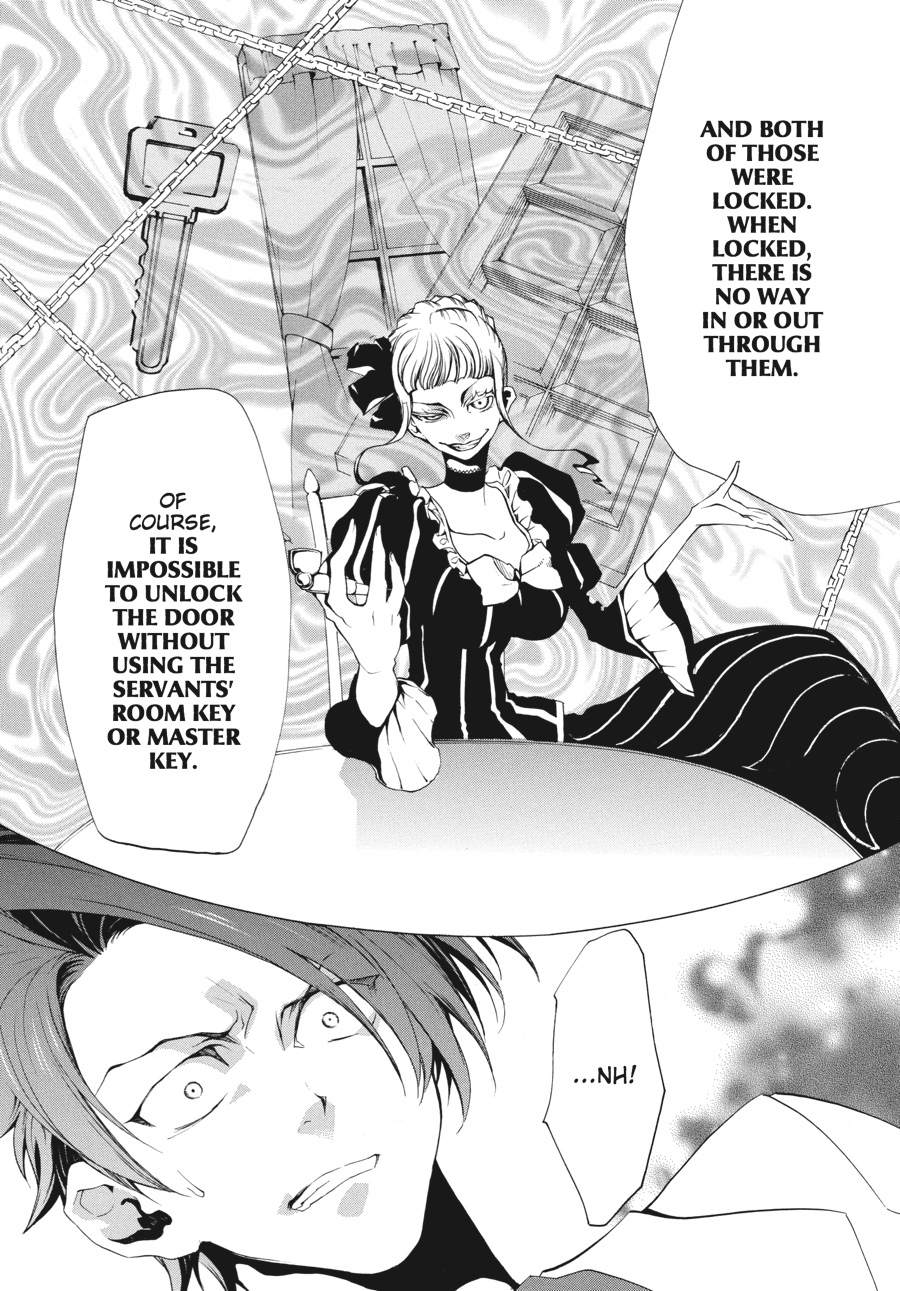 AND BOTH
OF THOSE
WERE
LOCKED.
WHEN
LOCKED,
THERE IS
NO WAY
IN OR OUT
THROUGH
THEM.
OF
COURSE,
IT IS
IMPOSSIBLE
TO UNLOCK
THE DOOR
WITHOUT
USING THE
SERVANTS'
ROOM KEY
OR MASTER
KEY.
...NH!